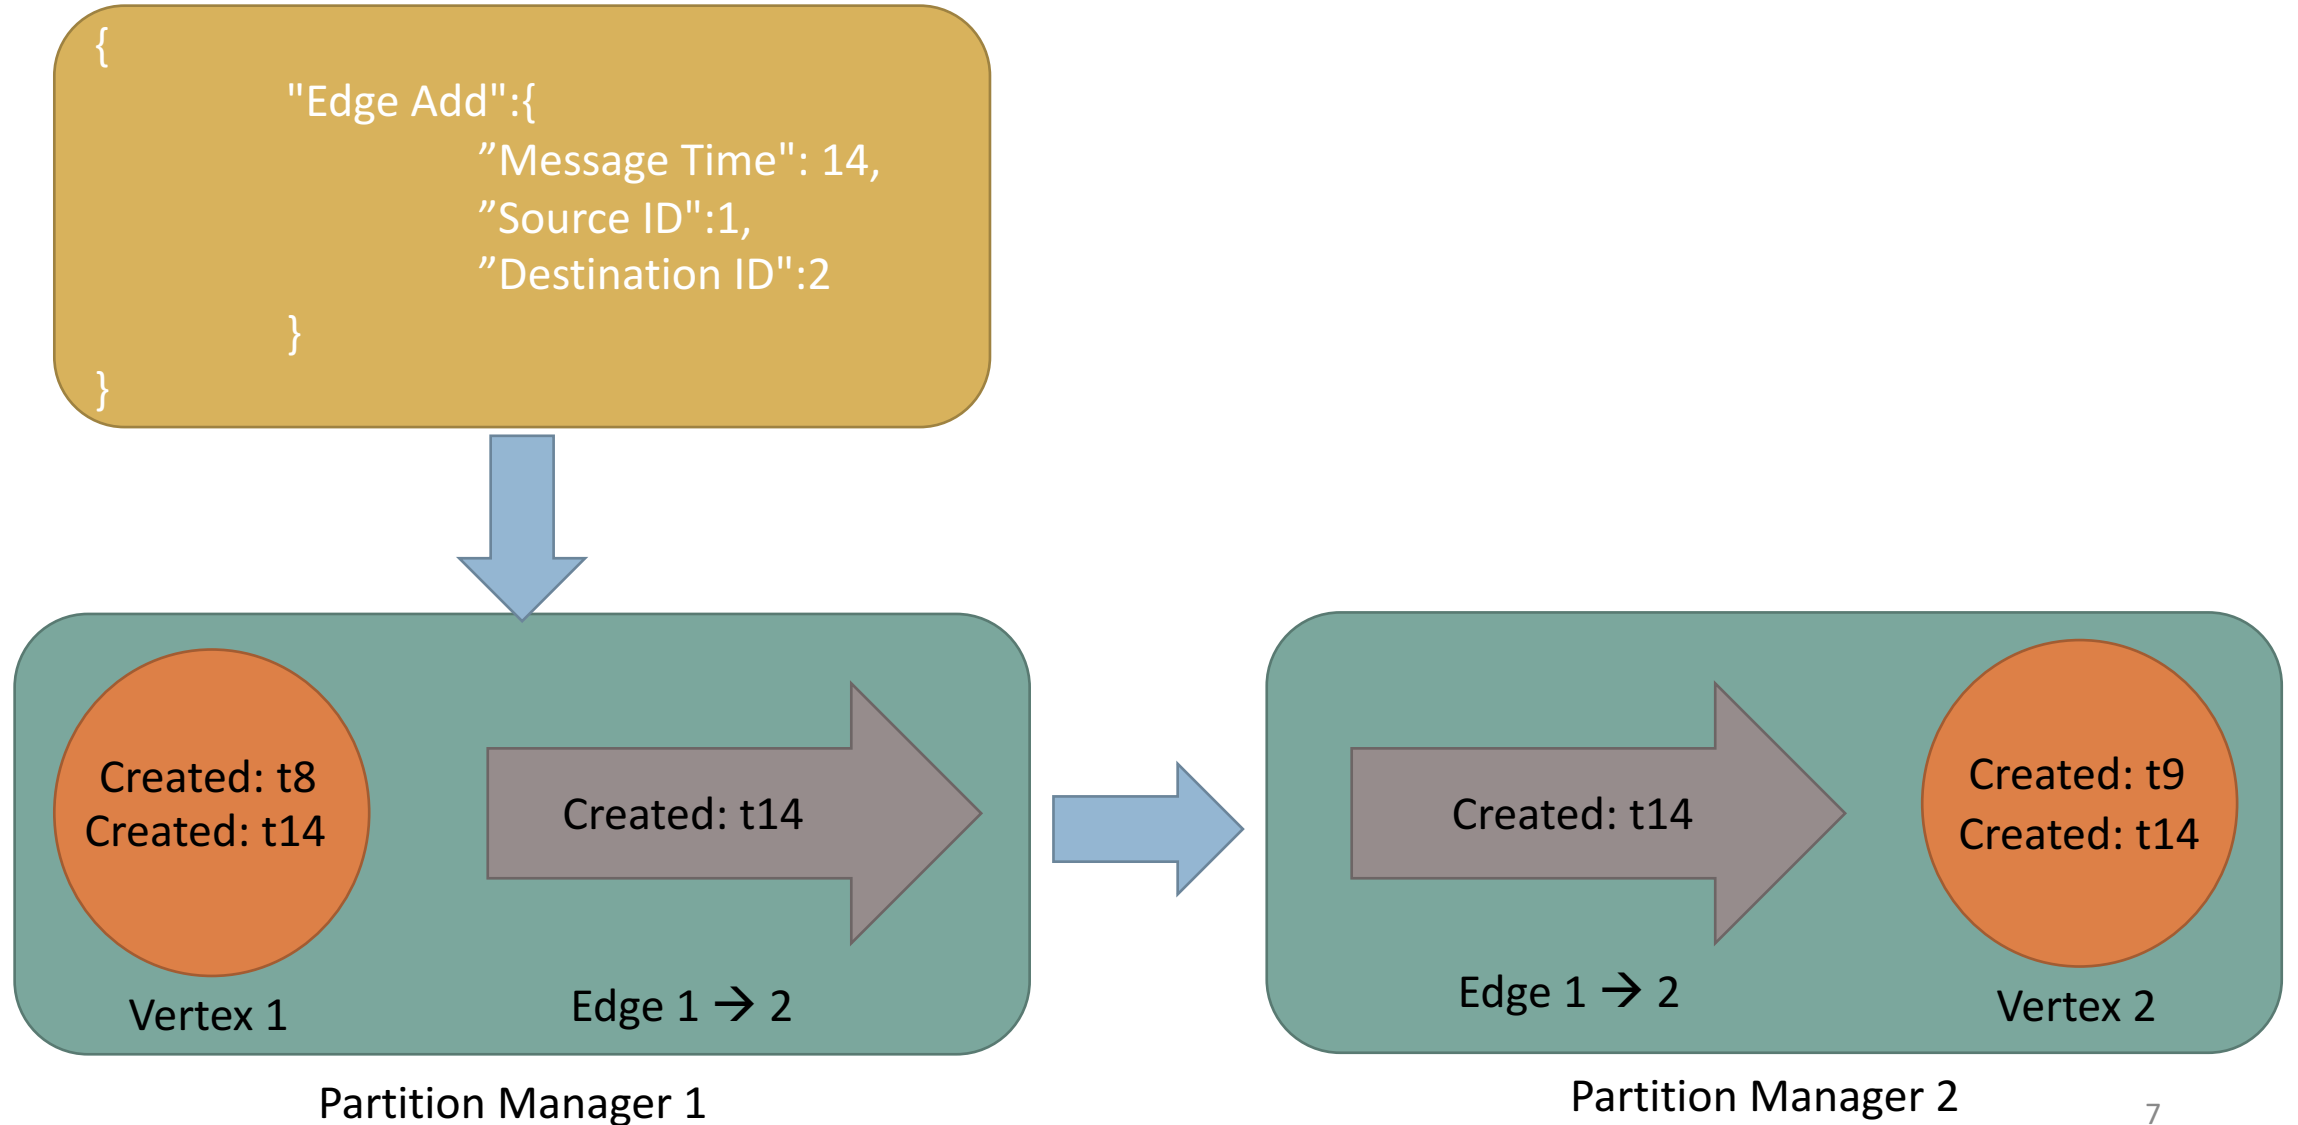 {
"Edge Add":{
”Message Time": 14,
”Source ID":1,
”Destination ID":2
}
}
Created: t8
Created: t14
Created: t14
Vertex 1
Edge 1 → 2
Partition Manager 1
Created: t14
Created: t9
Created: t14
Edge 1 → 2
Vertex 2
Partition Manager 2
7